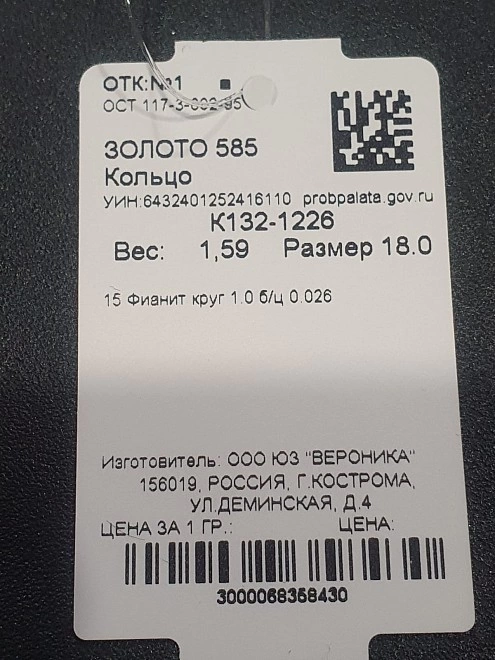 ОТК:№1
ОСТ 117-3-002-95
ЗОЛОТО 585
Кольцо
УИН:6432401252416110 probpalata.gov.ru
К132-1226
Вес: 1,59 Размер 18.0
15 Фианит круг 1.0 б/ц 0.026
Изготовитель: ООО ЮЗ "ВЕРОНИКА"
156019, РОССИЯ, Г.КОСТРОМА,
УЛ.ДЕМИНСКАЯ, Д.4
ЦЕНА ЗА 1 ГР.: ЦЕНА:
3000068358430